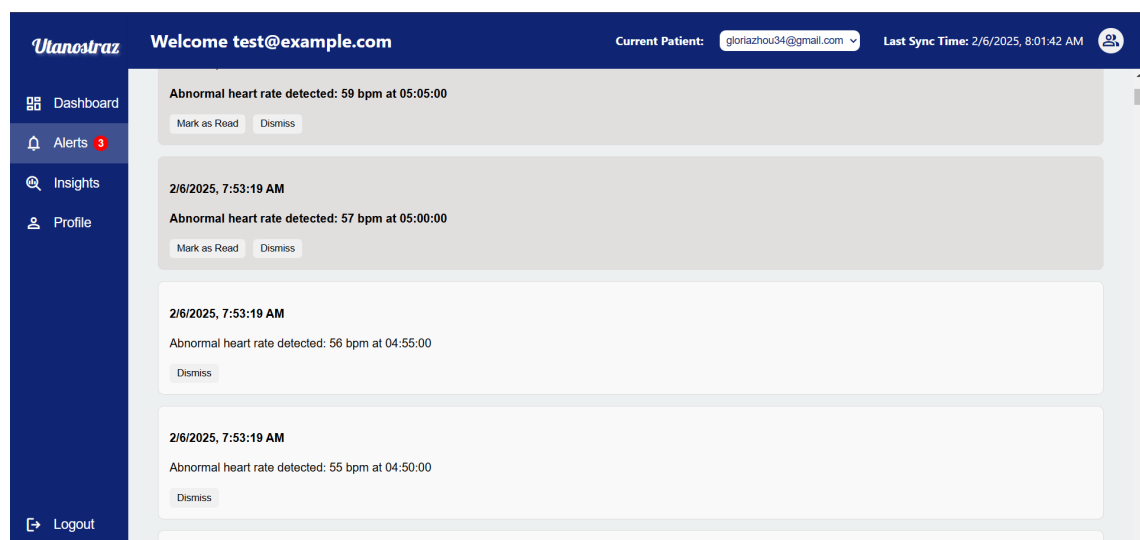 Utanostraz
Welcome test@example.com
Current Patient: gloriazhou34@gmail.com
Last Sync Time: 2/6/2025, 8:01:42 AM
Dashboard
Alerts 3
Insights
Profile
Logout
Abnormal heart rate detected: 59 bpm at 05:05:00
Mark as Read Dismiss
2/6/2025, 7:53:19 AM
Abnormal heart rate detected: 57 bpm at 05:00:00
Mark as Read Dismiss
2/6/2025, 7:53:19 AM
Abnormal heart rate detected: 56 bpm at 04:55:00
Dismiss
2/6/2025, 7:53:19 AM
Abnormal heart rate detected: 55 bpm at 04:50:00
Dismiss